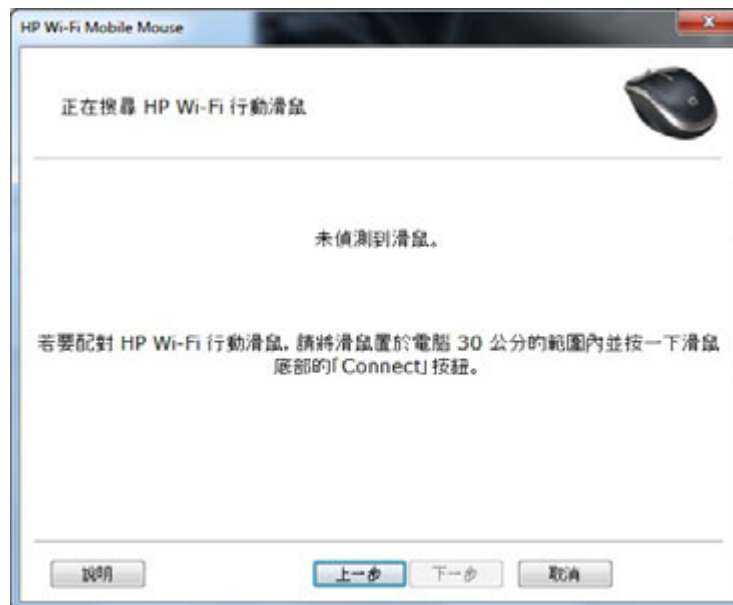 HP Wi-Fi Mobile Mouse
正在搜尋 HP Wi-Fi 行動滑鼠
未偵測到滑鼠。
若要配對 HP Wi-Fi 行動滑鼠, 請將滑鼠置於電腦 30 公分的範圍內並按一下滑鼠
底部的「Connect」按鈕。
說明
上一步
下一步
取消